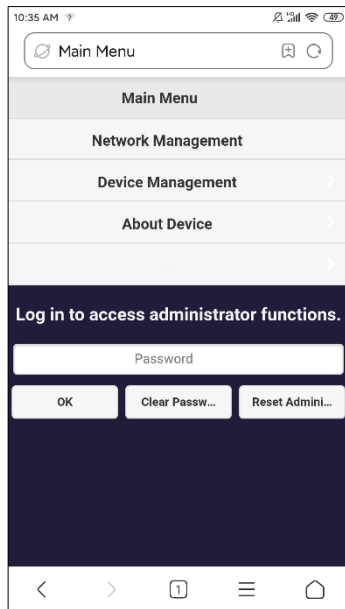 10:35 AM
Main Menu
Main Menu
Network Management
Device Management
About Device
Log in to access administrator functions.
Password
OK
Clear Passw...
Reset Admini...
1